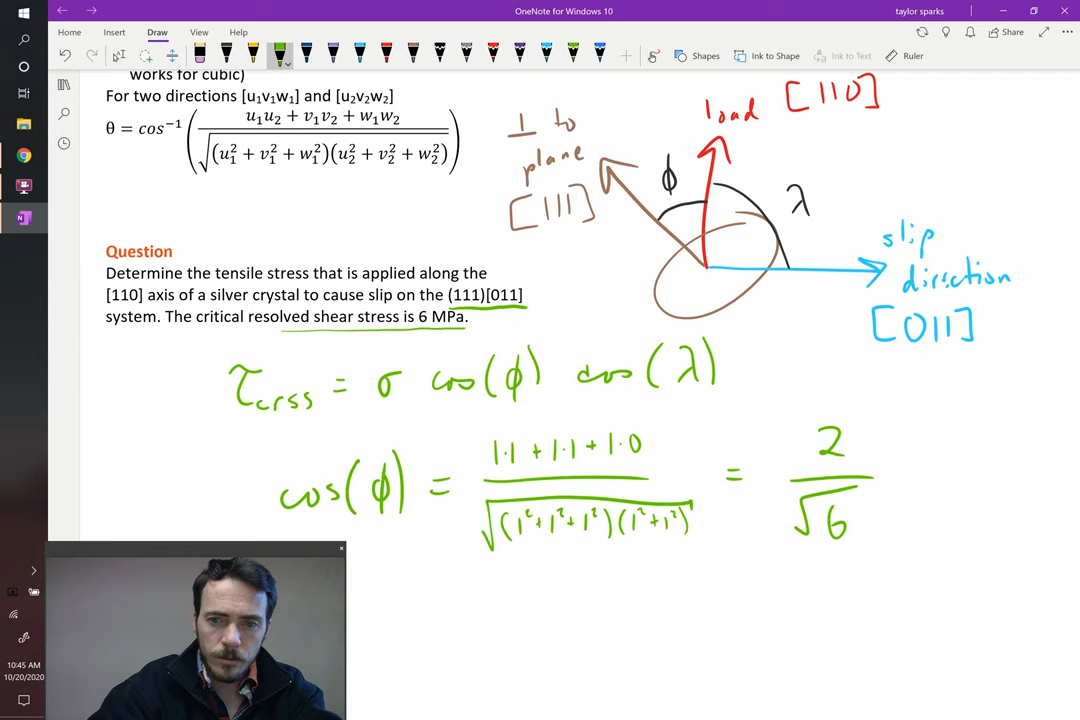 OneNote for Windows 10
taylor sparks
Home Insert Draw View Help
Share
Shapes
Ink to Shape
Ink to Text
Ruler
works for cubic)
For two directions [u₁v₁w₁] and [u₂v₂w₂]
θ = cos⁻¹( (u₁u₂ + v₁v₂ + w₁w₂) / √((u₁² + v₁² + w₁²)(u₂² + v₂² + w₂²)) )
⊥ to
plane
[111]
load [110]
ϕ
λ
slip
direction
[011]
Question
Determine the tensile stress that is applied along the
[110] axis of a silver crystal to cause slip on the (111)[011]
system. The critical resolved shear stress is 6 MPa.
τcrss = σ cos(ϕ) cos(λ)
cos(ϕ) = (1·1 + 1·1 + 1·0) / √((1²+1²+1²)(1²+1²)) = 2/√6
10:45 AM
10/20/2020